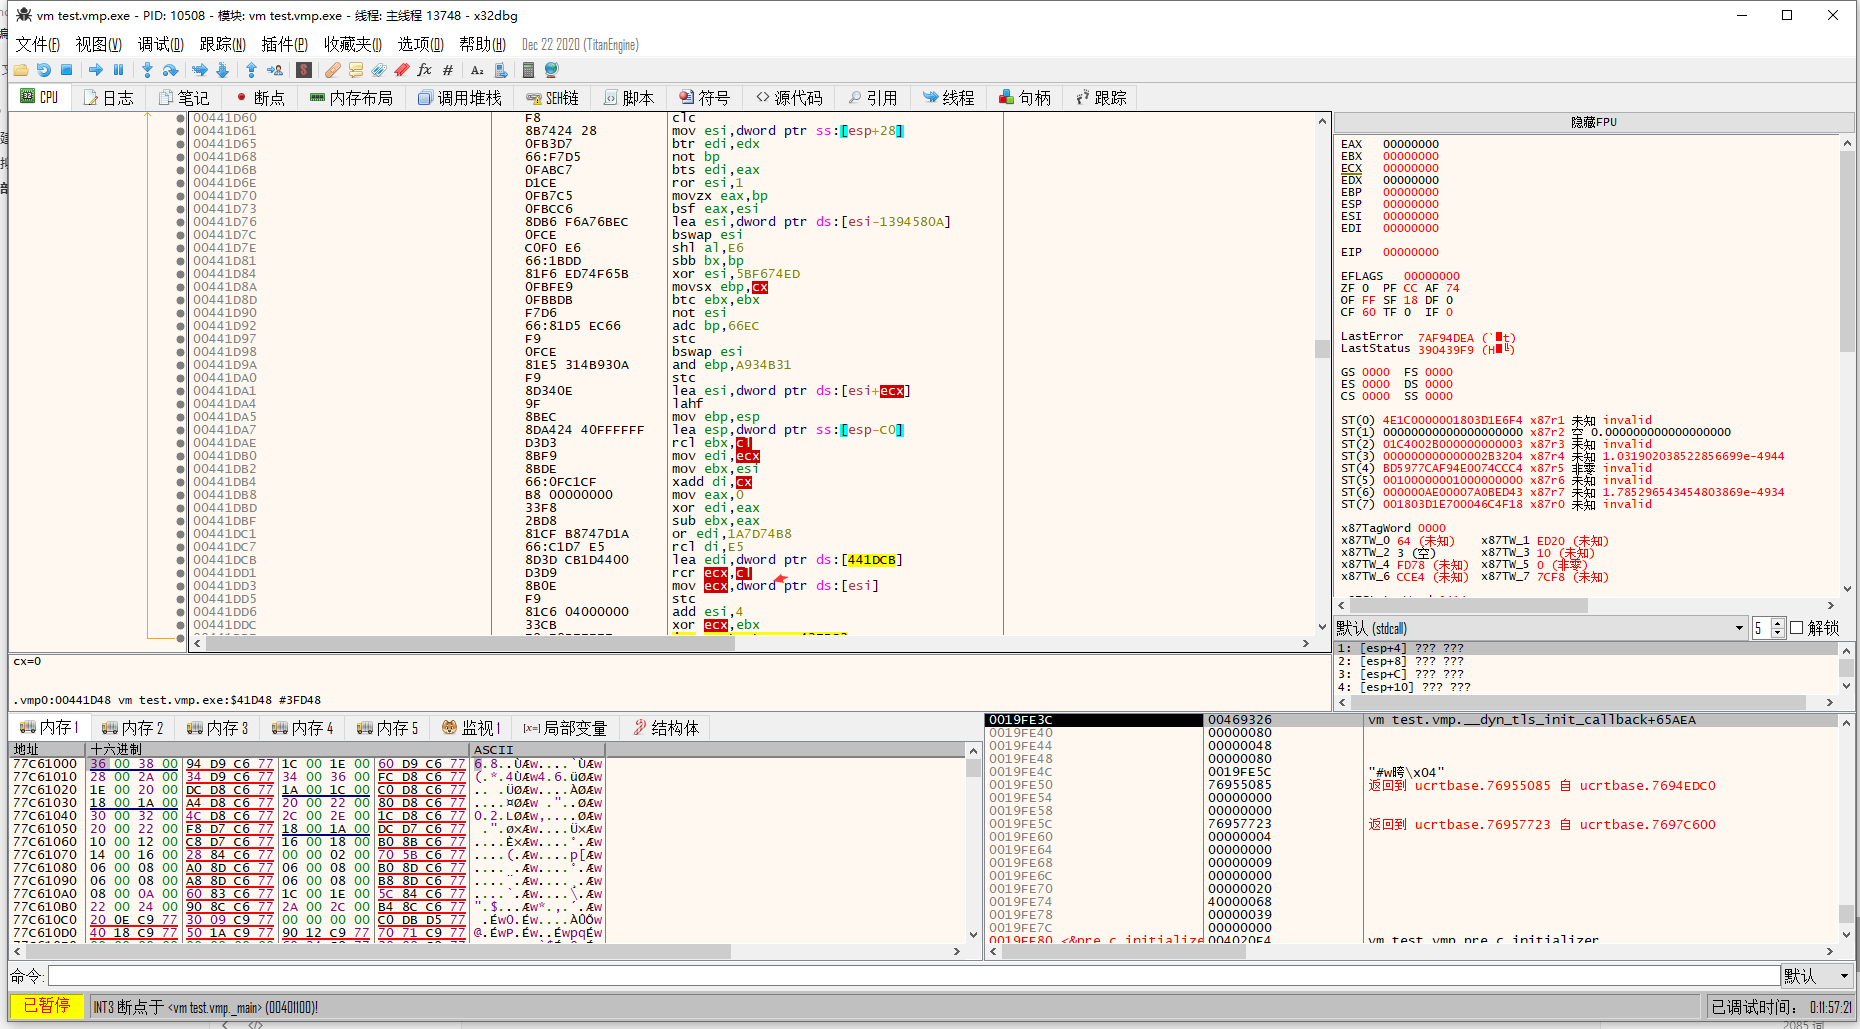 vm test.vmp.exe - PID: 10508 - 模块: vm test.vmp.exe - 线程: 主线程 13748 - x32dbg
文件(F) 视图(V) 调试(D) 跟踪(N) 插件(P) 收藏夹(I) 选项(O) 帮助(H) Dec 22 2020 (TitanEngine)
CPU 日志 笔记 断点 内存布局 调用堆栈 SEH链 脚本 符号 源代码 引用 线程 句柄 跟踪
00441D60 F8 clc
00441D61 8B7424 28 mov esi,dword ptr ss:[esp+28]
00441D65 0FB3D7 btr edi,edx
00441D68 66:F7D5 not bp
00441D6B 0FABC7 bts edi,eax
00441D6E D1CE ror esi,1
00441D70 0FB7C5 movzx eax,bp
00441D73 0FBCC6 bsf eax,esi
00441D76 8DB6 F6A76BEC lea esi,dword ptr ds:[esi-1394580A]
00441D7C 0FCE bswap esi
00441D7E C0F0 E6 shl al,E6
00441D81 66:1BDD sbb bx,bp
00441D84 81F6 ED74F65B xor esi,5BF674ED
00441D8A 0FBFE9 movsx ebp,cx
00441D8D 0FBBDB btc ebx,ebx
00441D90 F7D6 not esi
00441D92 66:81D5 EC66 adc bp,66EC
00441D97 F9 stc
00441D98 0FCE bswap esi
00441D9A 81E5 314B930A and ebp,A934B31
00441DA0 F9 stc
00441DA1 8D340E lea esi,dword ptr ds:[esi+ecx]
00441DA4 9F lahf
00441DA5 8BEC mov ebp,esp
00441DA7 8DA424 40FFFFFF lea esp,dword ptr ss:[esp-C0]
00441DAE D3D3 rcl ebx,cl
00441DB0 8BF9 mov edi,ecx
00441DB2 8BDE mov ebx,esi
00441DB4 66:0FC1CF xadd di,cx
00441DB8 B8 00000000 mov eax,0
00441DBD 33F8 xor edi,eax
00441DBF 2BD8 sub ebx,eax
00441DC1 81CF B8747D1A or edi,1A7D74B8
00441DC7 66:C1D7 E5 rcl di,E5
00441DCB 8D3D CB1D4400 lea edi,dword ptr ds:[441DCB]
00441DD1 D3D9 rcr ecx,cl
00441DD3 8B0E mov ecx,dword ptr ds:[esi]
00441DD5 F9 stc
00441DD6 81C6 04000000 add esi,4
00441DDC 33CB xor ecx,ebx
cx=0
.vmp0:00441D48 vm test.vmp.exe:$41D48 #3FD48
隐藏FPU
EAX 00000000
EBX 00000000
ECX 00000000
EDX 00000000
EBP 00000000
ESP 00000000
ESI 00000000
EDI 00000000
EIP 00000000
EFLAGS 00000000
ZF 0 PF CC AF 74
OF FF SF 18 DF 0
CF 60 TF 0 IF 0
LastError 7AF94DEA
LastStatus 390439F9
GS 0000 FS 0000
ES 0000 DS 0000
CS 0000 SS 0000
ST(0) 4E1C0000001803D1E6F4 x87r1 未知 invalid
ST(1) 00000000000000000000 x87r2 空 0.000000000000000000
ST(2) 01C4002B000000000003 x87r3 未知 invalid
ST(3) 000000000000002B3204 x87r4 未知 1.031902038522856699e-4944
ST(4) BD5977CAF94E0074CCC4 x87r5 非零 invalid
ST(5) 00100000001000000000 x87r6 未知 invalid
ST(6) 000000AE00007A0BED43 x87r7 未知 1.785296543454803869e-4934
ST(7) 001803D1E700046C4F18 x87r0 未知 invalid
x87TagWord 0000
x87TW_0 64 (未知) x87TW_1 ED20 (未知)
x87TW_2 3 (空) x87TW_3 10 (未知)
x87TW_4 FD78 (未知) x87TW_5 0 (非零)
x87TW_6 CCE4 (未知) x87TW_7 7CF8 (未知)
默认 (stdcall) 5 解锁
1: [esp+4] ??? ???
2: [esp+8] ??? ???
3: [esp+C] ??? ???
4: [esp+10] ??? ???
内存1 内存 2 内存 3 内存 4 内存 5 监视1 局部变量 结构体
地址 十六进制 ASCII
77C61000 36 00 38 00 94 D9 C6 77 1C 00 1E 00 60 D9 C6 77
77C61010 28 00 2A 00 34 D9 C6 77 34 00 36 00 FC D8 C6 77
77C61020 1E 00 20 00 DC D8 C6 77 1A 00 1C 00 C0 D8 C6 77
77C61030 18 00 1A 00 A4 D8 C6 77 20 00 22 00 80 D8 C6 77
77C61040 30 00 32 00 4C D8 C6 77 2C 00 2E 00 1C D8 C6 77
77C61050 20 00 22 00 F8 D7 C6 77 18 00 1A 00 DC D7 C6 77
77C61060 10 00 12 00 C8 D7 C6 77 16 00 18 00 B0 8B C6 77
77C61070 14 00 16 00 28 84 C6 77 00 00 02 00 70 5B C6 77
77C61080 06 00 08 00 A0 8D C6 77 06 00 08 00 B0 8D C6 77
77C61090 06 00 08 00 A8 8D C6 77 06 00 08 00 B8 8D C6 77
77C610A0 08 00 0A 00 60 83 C6 77 1C 00 1E 00 5C 84 C6 77
77C610B0 22 00 24 00 90 8C C6 77 2A 00 2C 00 B4 8C C6 77
77C610C0 20 0E C9 77 30 09 C9 77 00 00 00 00 C0 DB D5 77
77C610D0 40 18 C9 77 50 1A C9 77 90 12 C9 77 70 71 C9 77
0019FE3C 00469326 vm test.vmp.__dyn_tls_init_callback+65AEA
0019FE40 00000080
0019FE44 00000048
0019FE48 00000080
0019FE4C 0019FE5C "#w晇\x04"
0019FE50 76955085 返回到 ucrtbase.76955085 自 ucrtbase.7694EDC0
0019FE54 00000000
0019FE58 00000000
0019FE5C 76957723 返回到 ucrtbase.76957723 自 ucrtbase.7697C600
0019FE60 00000004
0019FE64 00000000
0019FE68 00000009
0019FE6C 00000000
0019FE70 00000020
0019FE74 40000068
0019FE78 00000039
0019FE7C 00000000
0019FE80 <&pre_c_initialize 004020E4 vm test.vmp.pre_c_initializer
命令: 默认
已暂停 INT3 断点于 <vm test.vmp._main> (00401100)! 已调试时间: 0:11:57:21